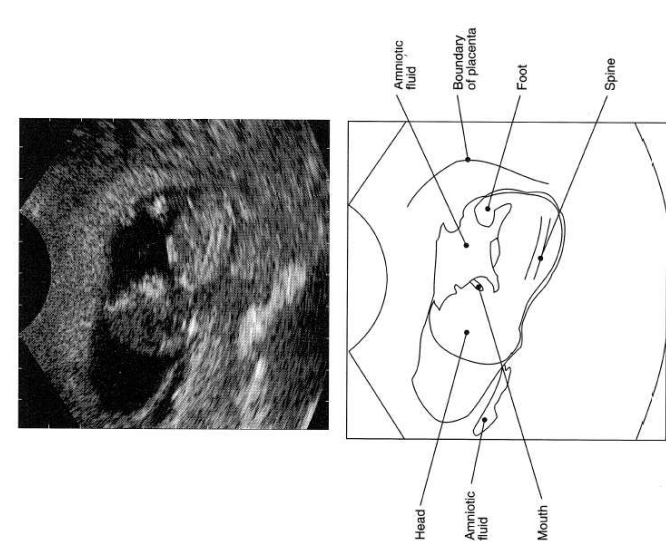 Amniotic
fluid
Boundary
of placenta
Foot
Spine
Head
Amniotic
fluid
Mouth